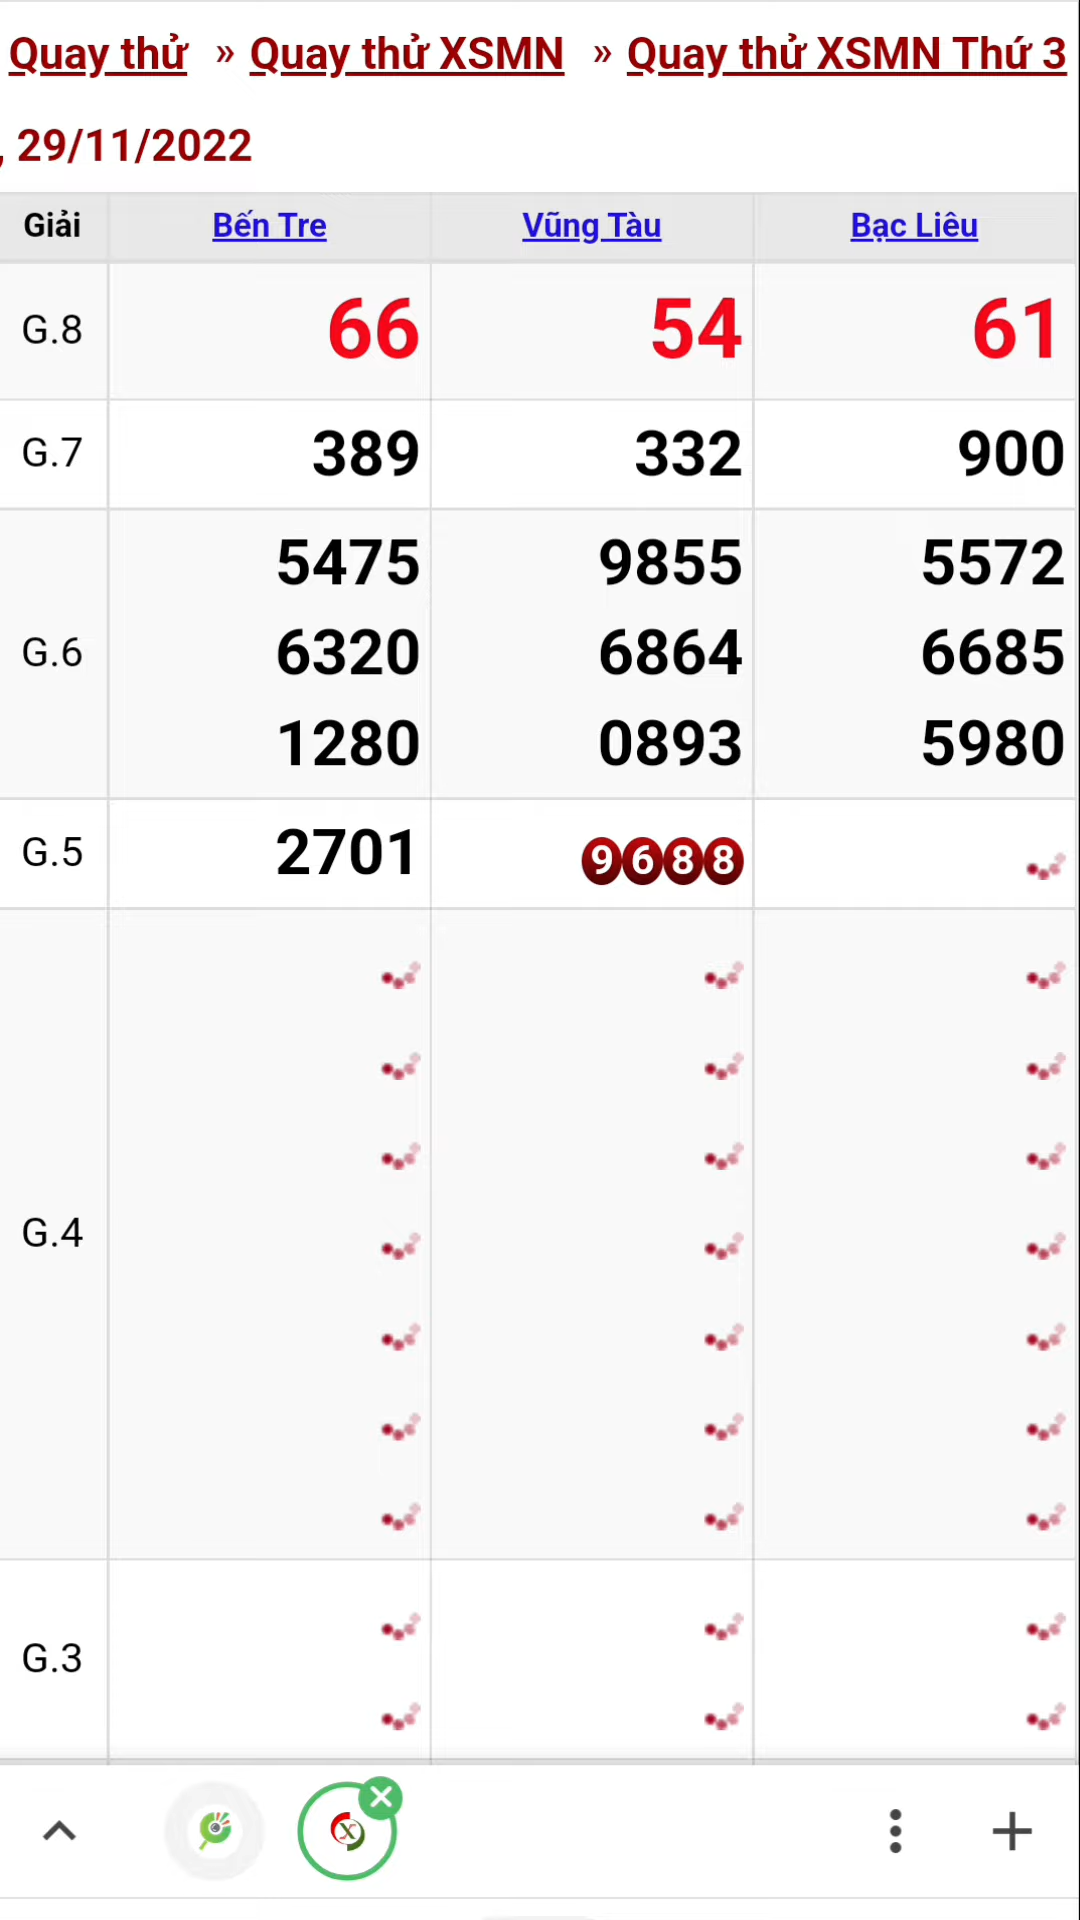 Quay thử » Quay thử XSMN » Quay thử XSMN Thứ 3
, 29/11/2022
Giải Bến Tre Vũng Tàu Bạc Liêu
G.8 66 54 61
G.7 389 332 900
5475 9855 5572
G.6 6320 6864 6685
1280 0893 5980
G.5 2701 9688
G.4
G.3